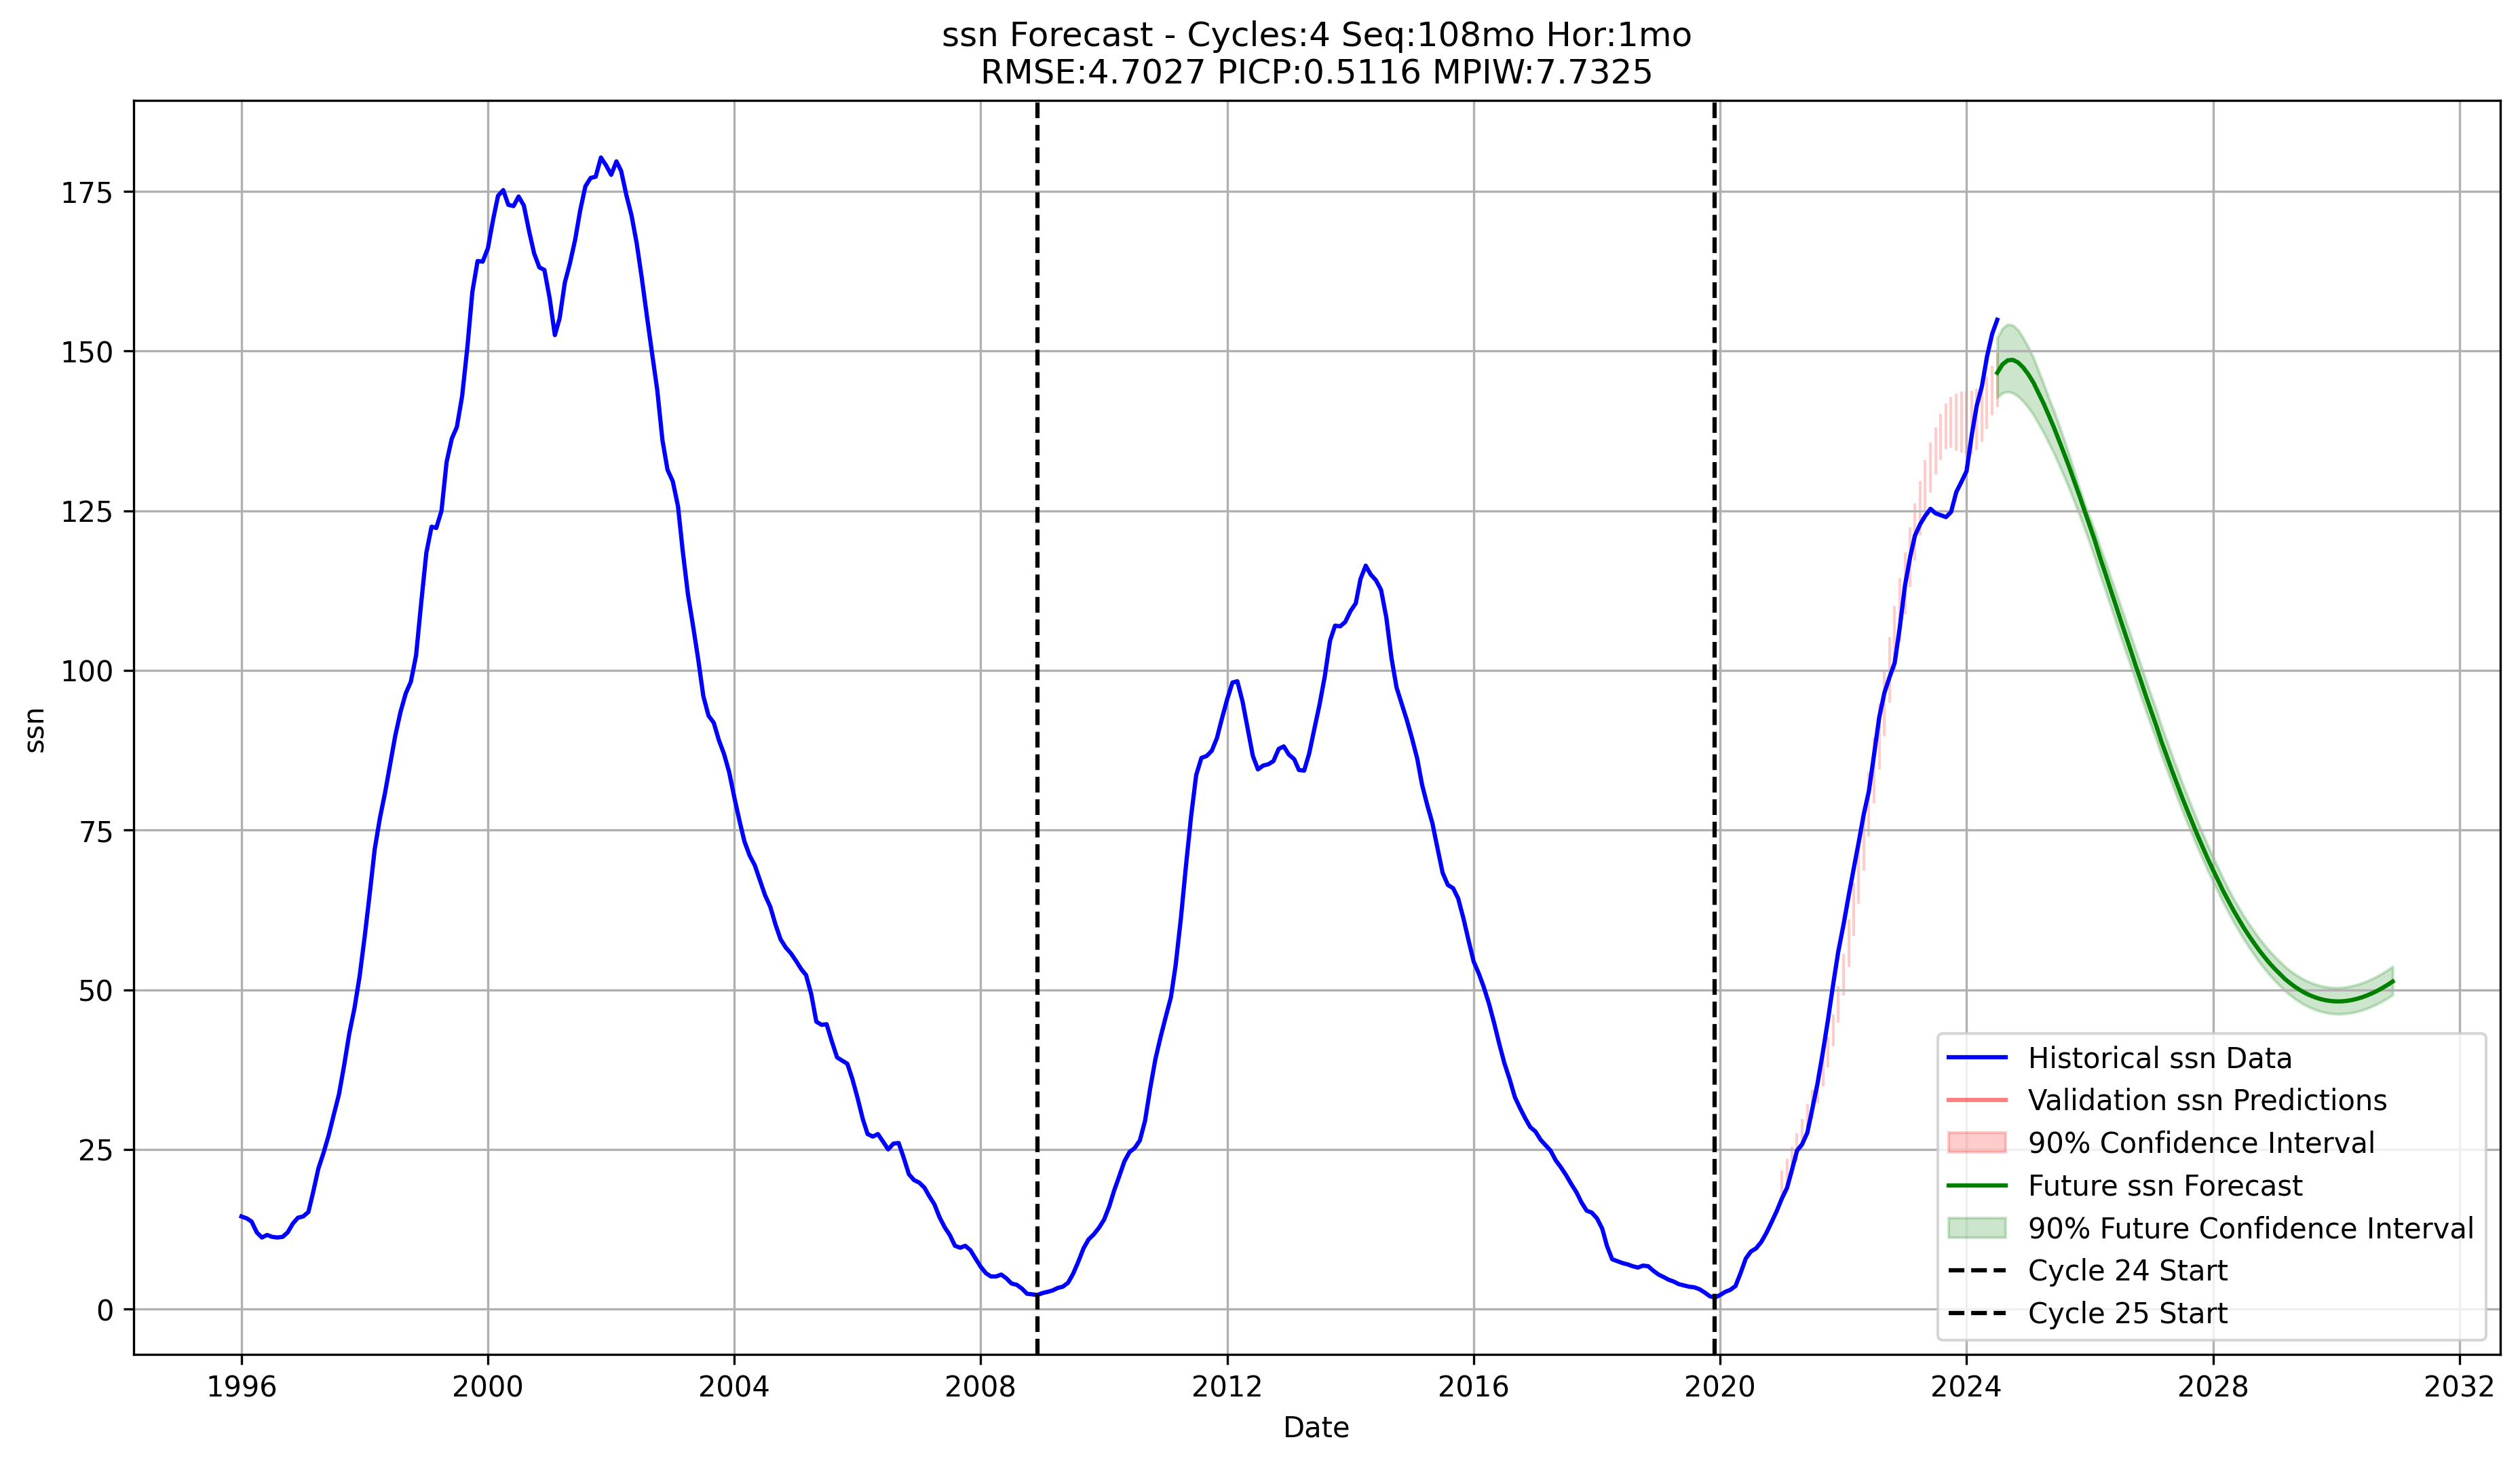 ssn Forecast - Cycles:4 Seq:108mo Hor:1mo
RMSE:4.7027 PICP:0.5116 MPIW:7.7325
175
150
125
100
75
50
25
0
ssn
1996 2000 2004 2008 2012 2016 2020 2024 2028 2032
Date
Historical ssn Data
Validation ssn Predictions
90% Confidence Interval
Future ssn Forecast
90% Future Confidence Interval
Cycle 24 Start
Cycle 25 Start